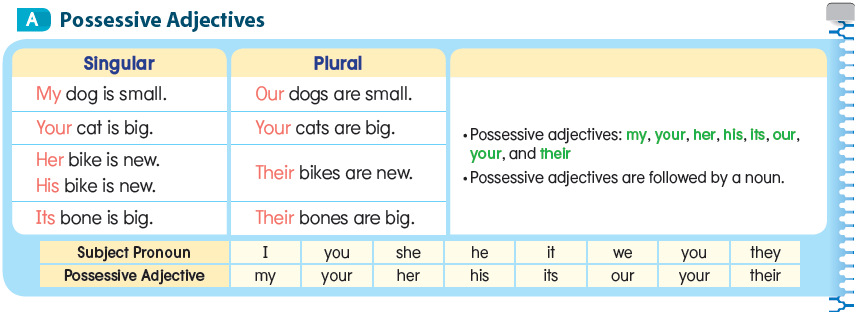 A Possessive Adjectives
Singular Plural
My dog is small. Our dogs are small.
Your cat is big. Your cats are big.
Her bike is new.
His bike is new.
Their bikes are new.
Its bone is big. Their bones are big.
• Possessive adjectives: my, your, her, his, its, our,
your, and their
• Possessive adjectives are followed by a noun.
Subject Pronoun I you she he it we you they
Possessive Adjective my your her his its our your their